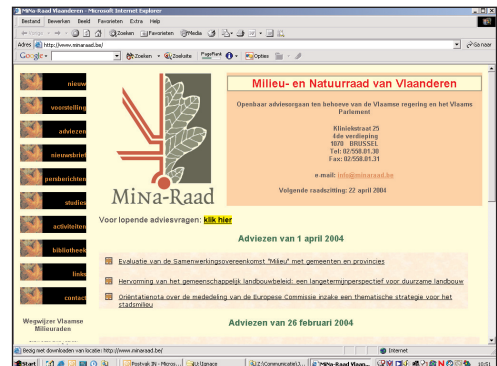 MiNa-Raad Vlaanderen - Microsoft Internet Explorer
Bestand Bewerken Beeld Favorieten Extra Help
Zoeken Favorieten Media
Adres http://www.minaraad.be/ Ga naar
Google Zoeken Zoeksite PageRank Opties
nieuw
voorstelling
adviezen
nieuwsbrief
persberichten
studies
activiteiten
bibliotheek
links
contact
Wegwijzer Vlaamse
Milieuraden
MiNa-Raad
Milieu- en Natuurraad van Vlaanderen
Openbaar adviesorgaan ten behoeve van de Vlaamse regering en het Vlaams
Parlement
Kliniekstraat 25
4de verdieping
1070 BRUSSEL
Tel: 02/558.01.30
Fax: 02/558.01.31
e-mail: info@minaraad.be
Volgende raadszitting: 22 april 2004
Voor lopende adviesvragen: klik hier
Adviezen van 1 april 2004
Evaluatie van de Samenwerkingsovereenkomst "Milieu" met gemeenten en provincies
Hervorming van het gemeenschappelijk landbouwbeleid: een langetermijnperspectief voor duurzame landbouw
Oriëntatienota over de mededeling van de Europese Commissie inzake een thematische strategie voor het
stadsmilieu
Adviezen van 26 februari 2004
Bezig met downloaden van locatie: http://www.minaraad.be/ Internet
Start Postvak IN - Micros... U:\Ignace Z:\Communicatie\J... MiNa-Raad Vlaan... 10:51